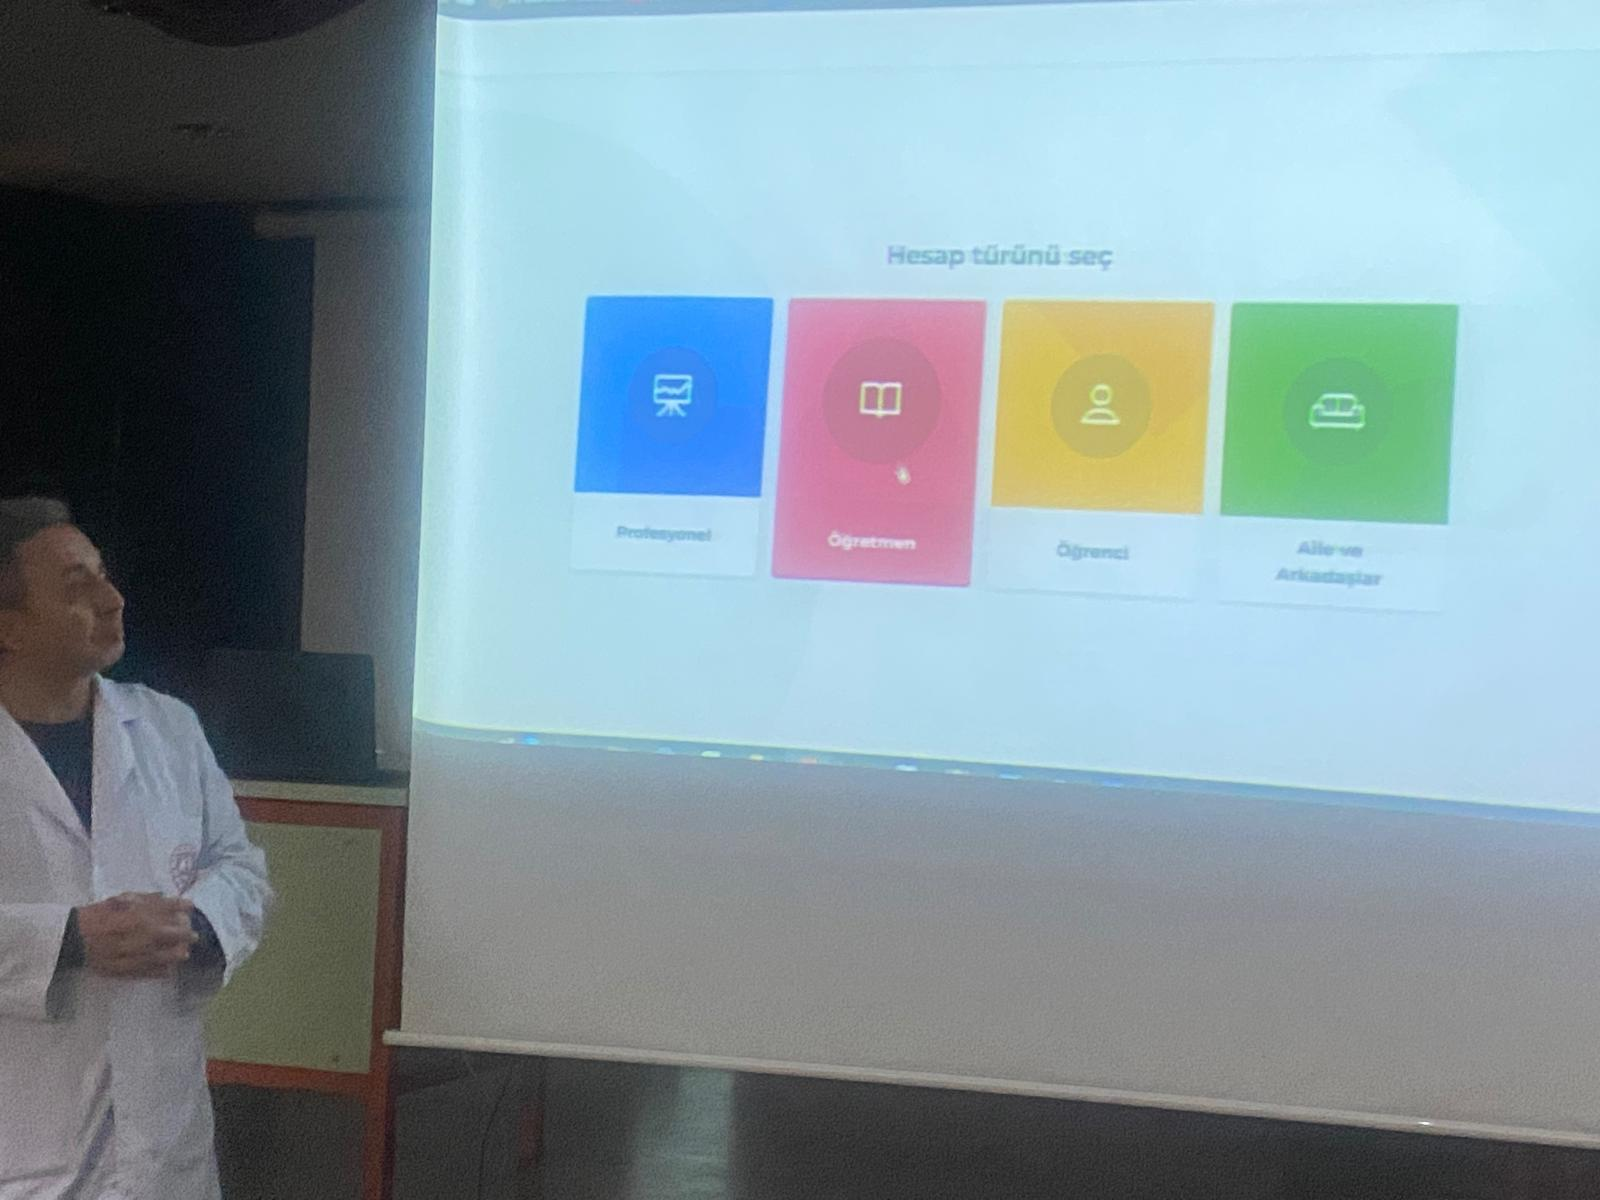 Hesap türünü seç
Profesyonel
Öğretmen
Öğrenci
Aile ve
Arkadaşlar